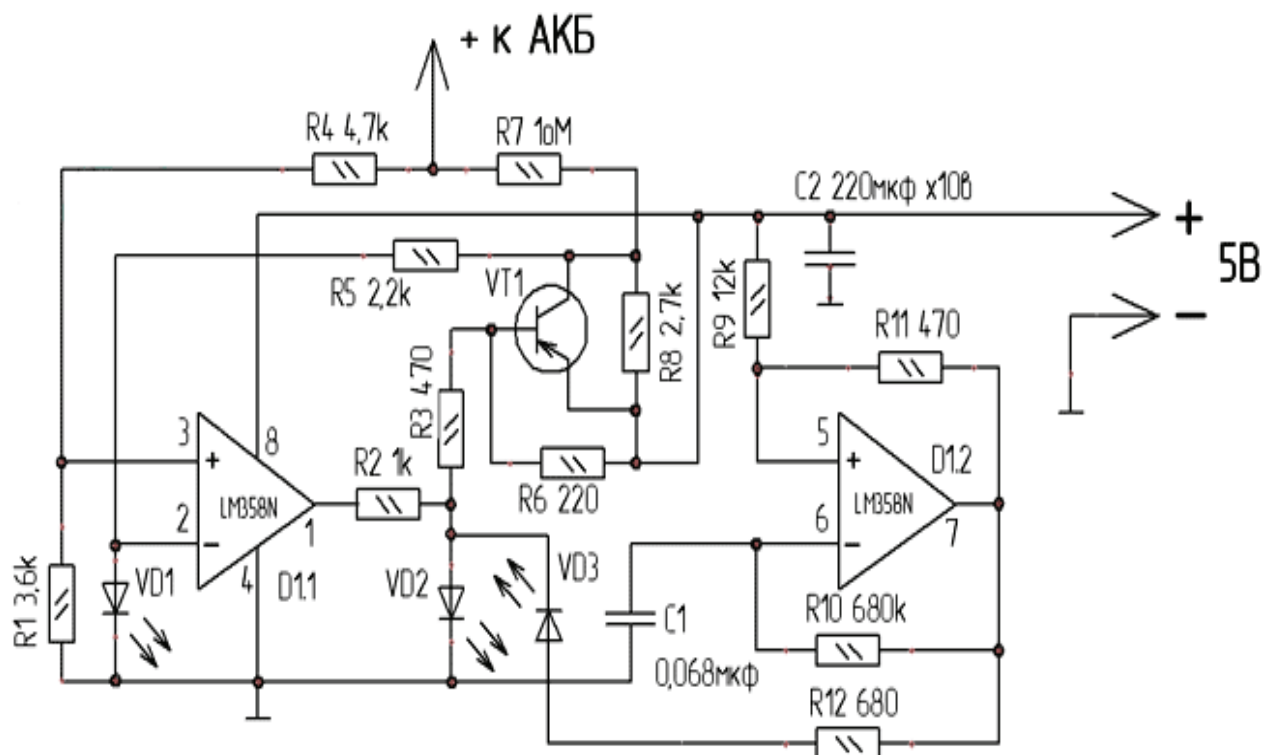 + к АКБ
R4 4,7k
R7 1оМ
C2 220мкф x10в
+
5В
-
R5 2,2k
VT1
R8 2,7k
R9 12k
R11 470
R3 470
3
+
8
2
-
LM358N
1
4
D1.1
R2 1k
R6 220
5
+
D1.2
LM358N
6
-
7
R1 3,6k
VD1
VD2
VD3
C1
0,068мкф
R10 680k
R12 680